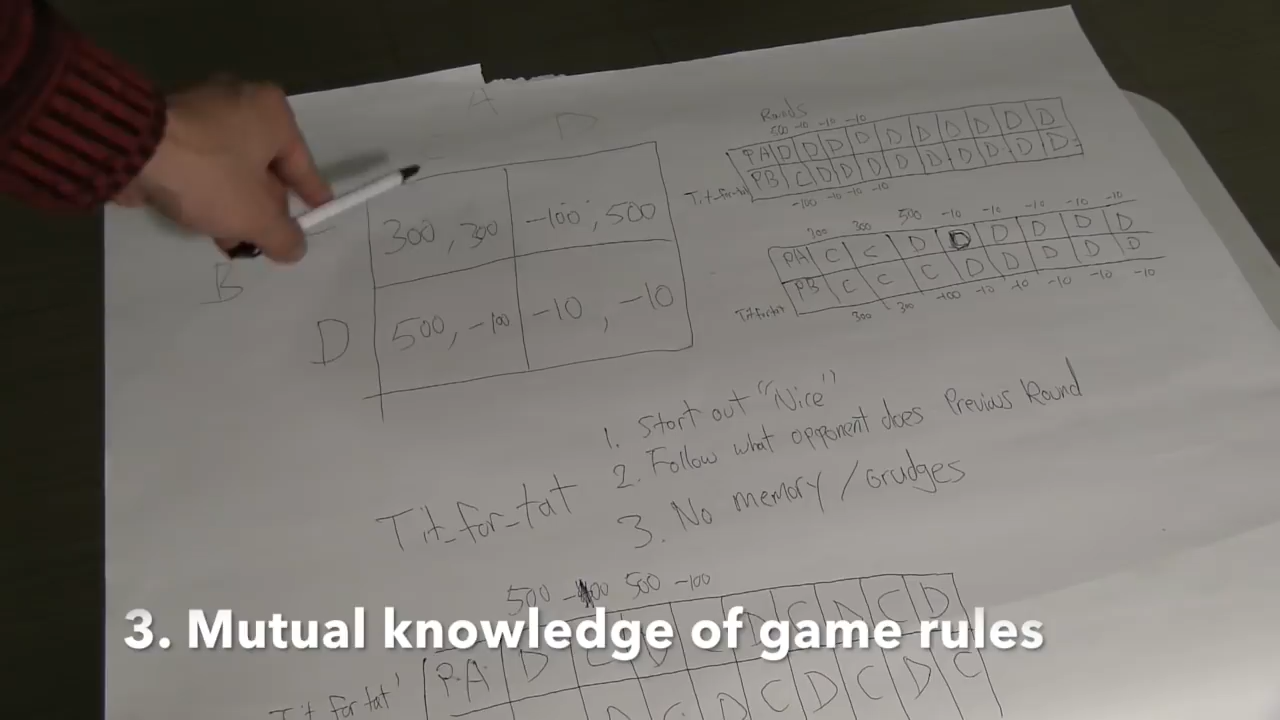 A
D
300, 300 -100, 500
B
D 500, -100 -10, -10
Rounds
500 -10 -10 -10
PA D D D D D D D D D D
PB C D D D D D D D D D
Tit-for-tat
-100 -10 -10 -10
300 500 -10 -10 -10 -10 -10
PA C C D D D D D D
PB C C C D D D D D
Tit for tat
300 300 -100 -10 -10 -10 -10 -10
1. Start out "Nice"
2. Follow what opponent does Previous Round
Tit-for-tat
3. No memory/Grudges
500 -100 500 -100
3. Mutual knowledge of game rules
PA D C D C D C D C D
Tit for tat
D C D C D C D C